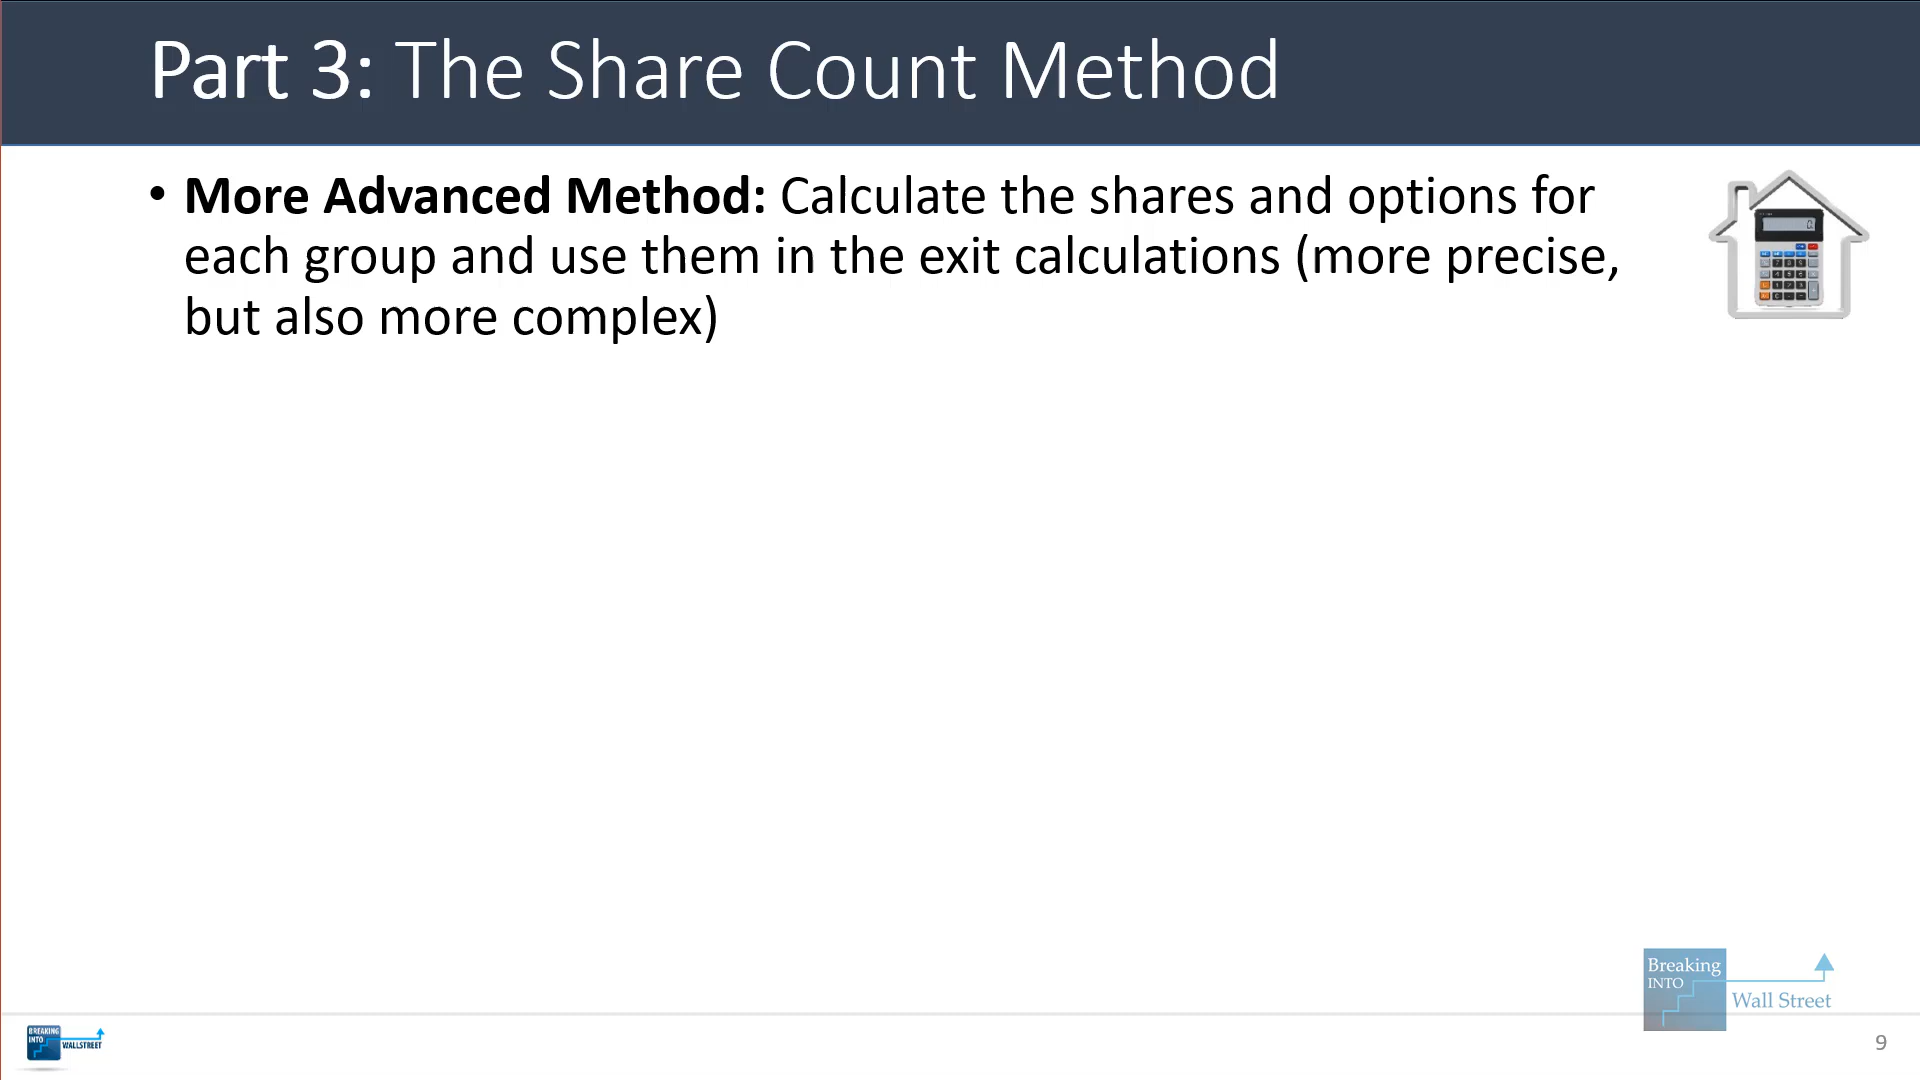 Part 3: The Share Count Method
• More Advanced Method: Calculate the shares and options for
each group and use them in the exit calculations (more precise,
but also more complex)
Breaking
INTO
Wall Street
BREAKING
INTO
WALLSTREET
9